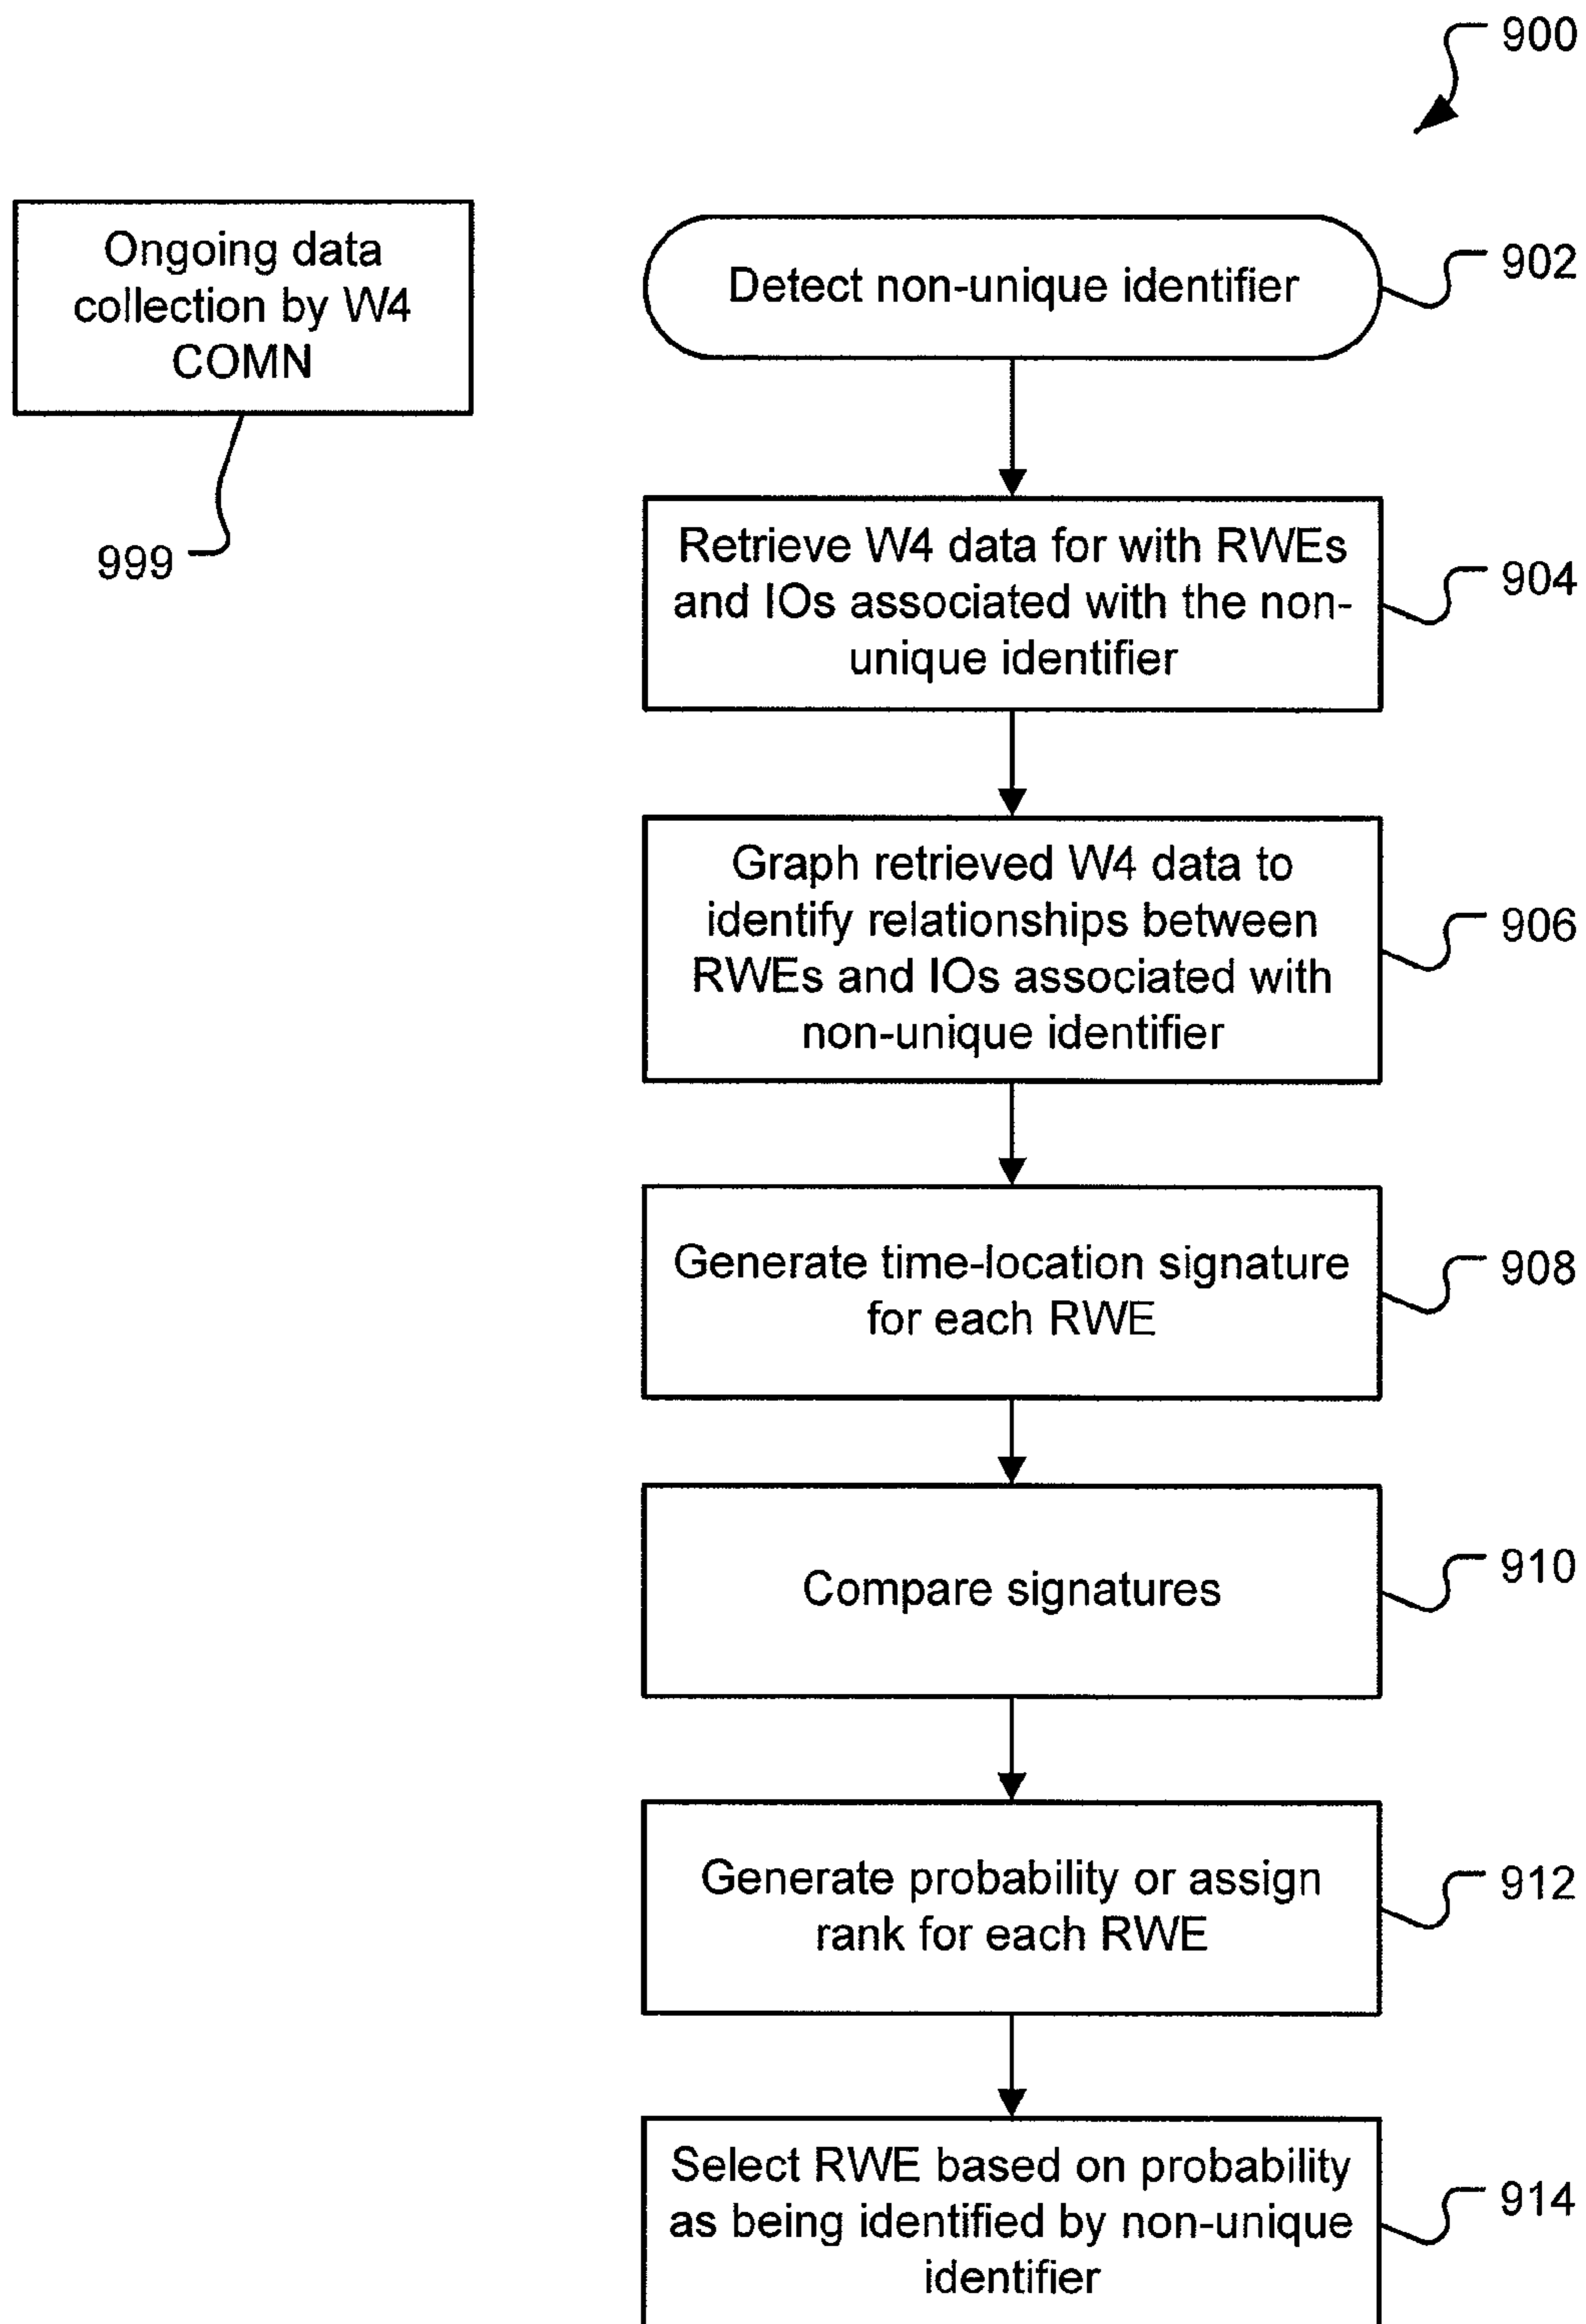 900
Ongoing data
collection by W4
COMN
999
Detect non-unique identifier
902
Retrieve W4 data for with RWEs
and IOs associated with the non-
unique identifier
904
Graph retrieved W4 data to
identify relationships between
RWEs and IOs associated with
non-unique identifier
906
Generate time-location signature
for each RWE
908
Compare signatures
910
Generate probability or assign
rank for each RWE
912
Select RWE based on probability
as being identified by non-unique
identifier
914